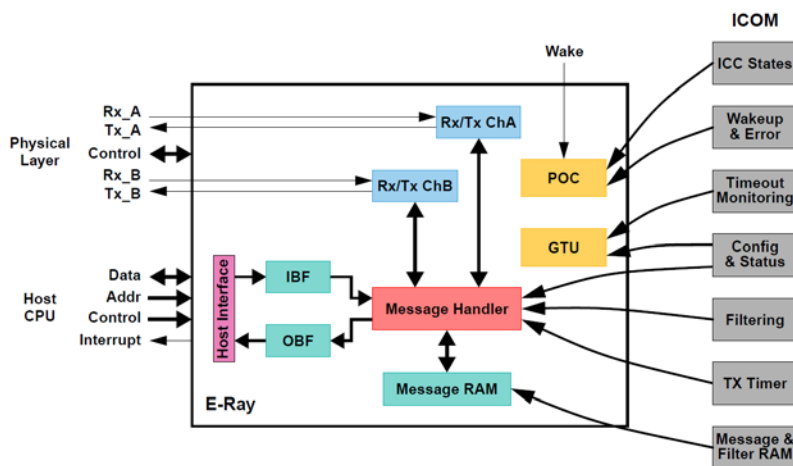 ICOM
Wake
ICC States
Rx_A
Tx_A
Rx/Tx ChA
Wakeup
& Error
Physical
Layer
Control
Rx_B
Tx_B
Rx/Tx ChB
POC
Timeout
Monitoring
GTU
Config
& Status
Host
CPU
Data
Addr
Control
Interrupt
Host Interface
IBF
OBF
Message Handler
Filtering
Message RAM
TX Timer
E-Ray
Message &
Filter RAM